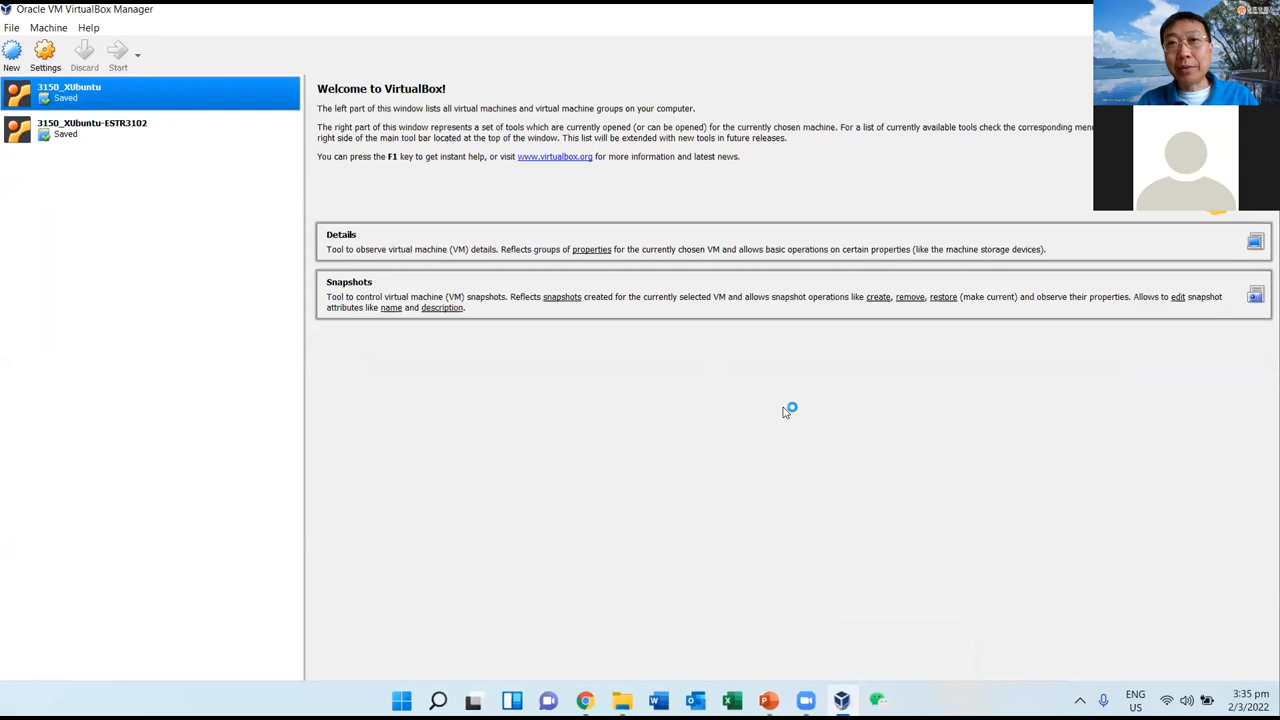 Oracle VM VirtualBox Manager
File Machine Help
New Settings Discard Start
3150_XUbuntu
Saved
3150_XUbuntu-ESTR3102
Saved
Welcome to VirtualBox!
The left part of this window lists all virtual machines and virtual machine groups on your computer.
The right part of this window represents a set of tools which are currently opened (or can be opened) for the currently chosen machine. For a list of currently available tools check the corresponding
right side of the main tool bar located at the top of the window. This list will be extended with new tools in future releases.
You can press the F1 key to get instant help, or visit www.virtualbox.org for more information and latest news.
Details
Tool to observe virtual machine (VM) details. Reflects groups of properties for the currently chosen VM and allows basic operations on certain properties (like the machine storage devices).
Snapshots
Tool to control virtual machine (VM) snapshots. Reflects snapshots created for the currently selected VM and allows snapshot operations like create, remove, restore (make current) and observe their properties. Allows to edit snapshot
attributes like name and description.
ENG
US
3:35 pm
2/3/2022